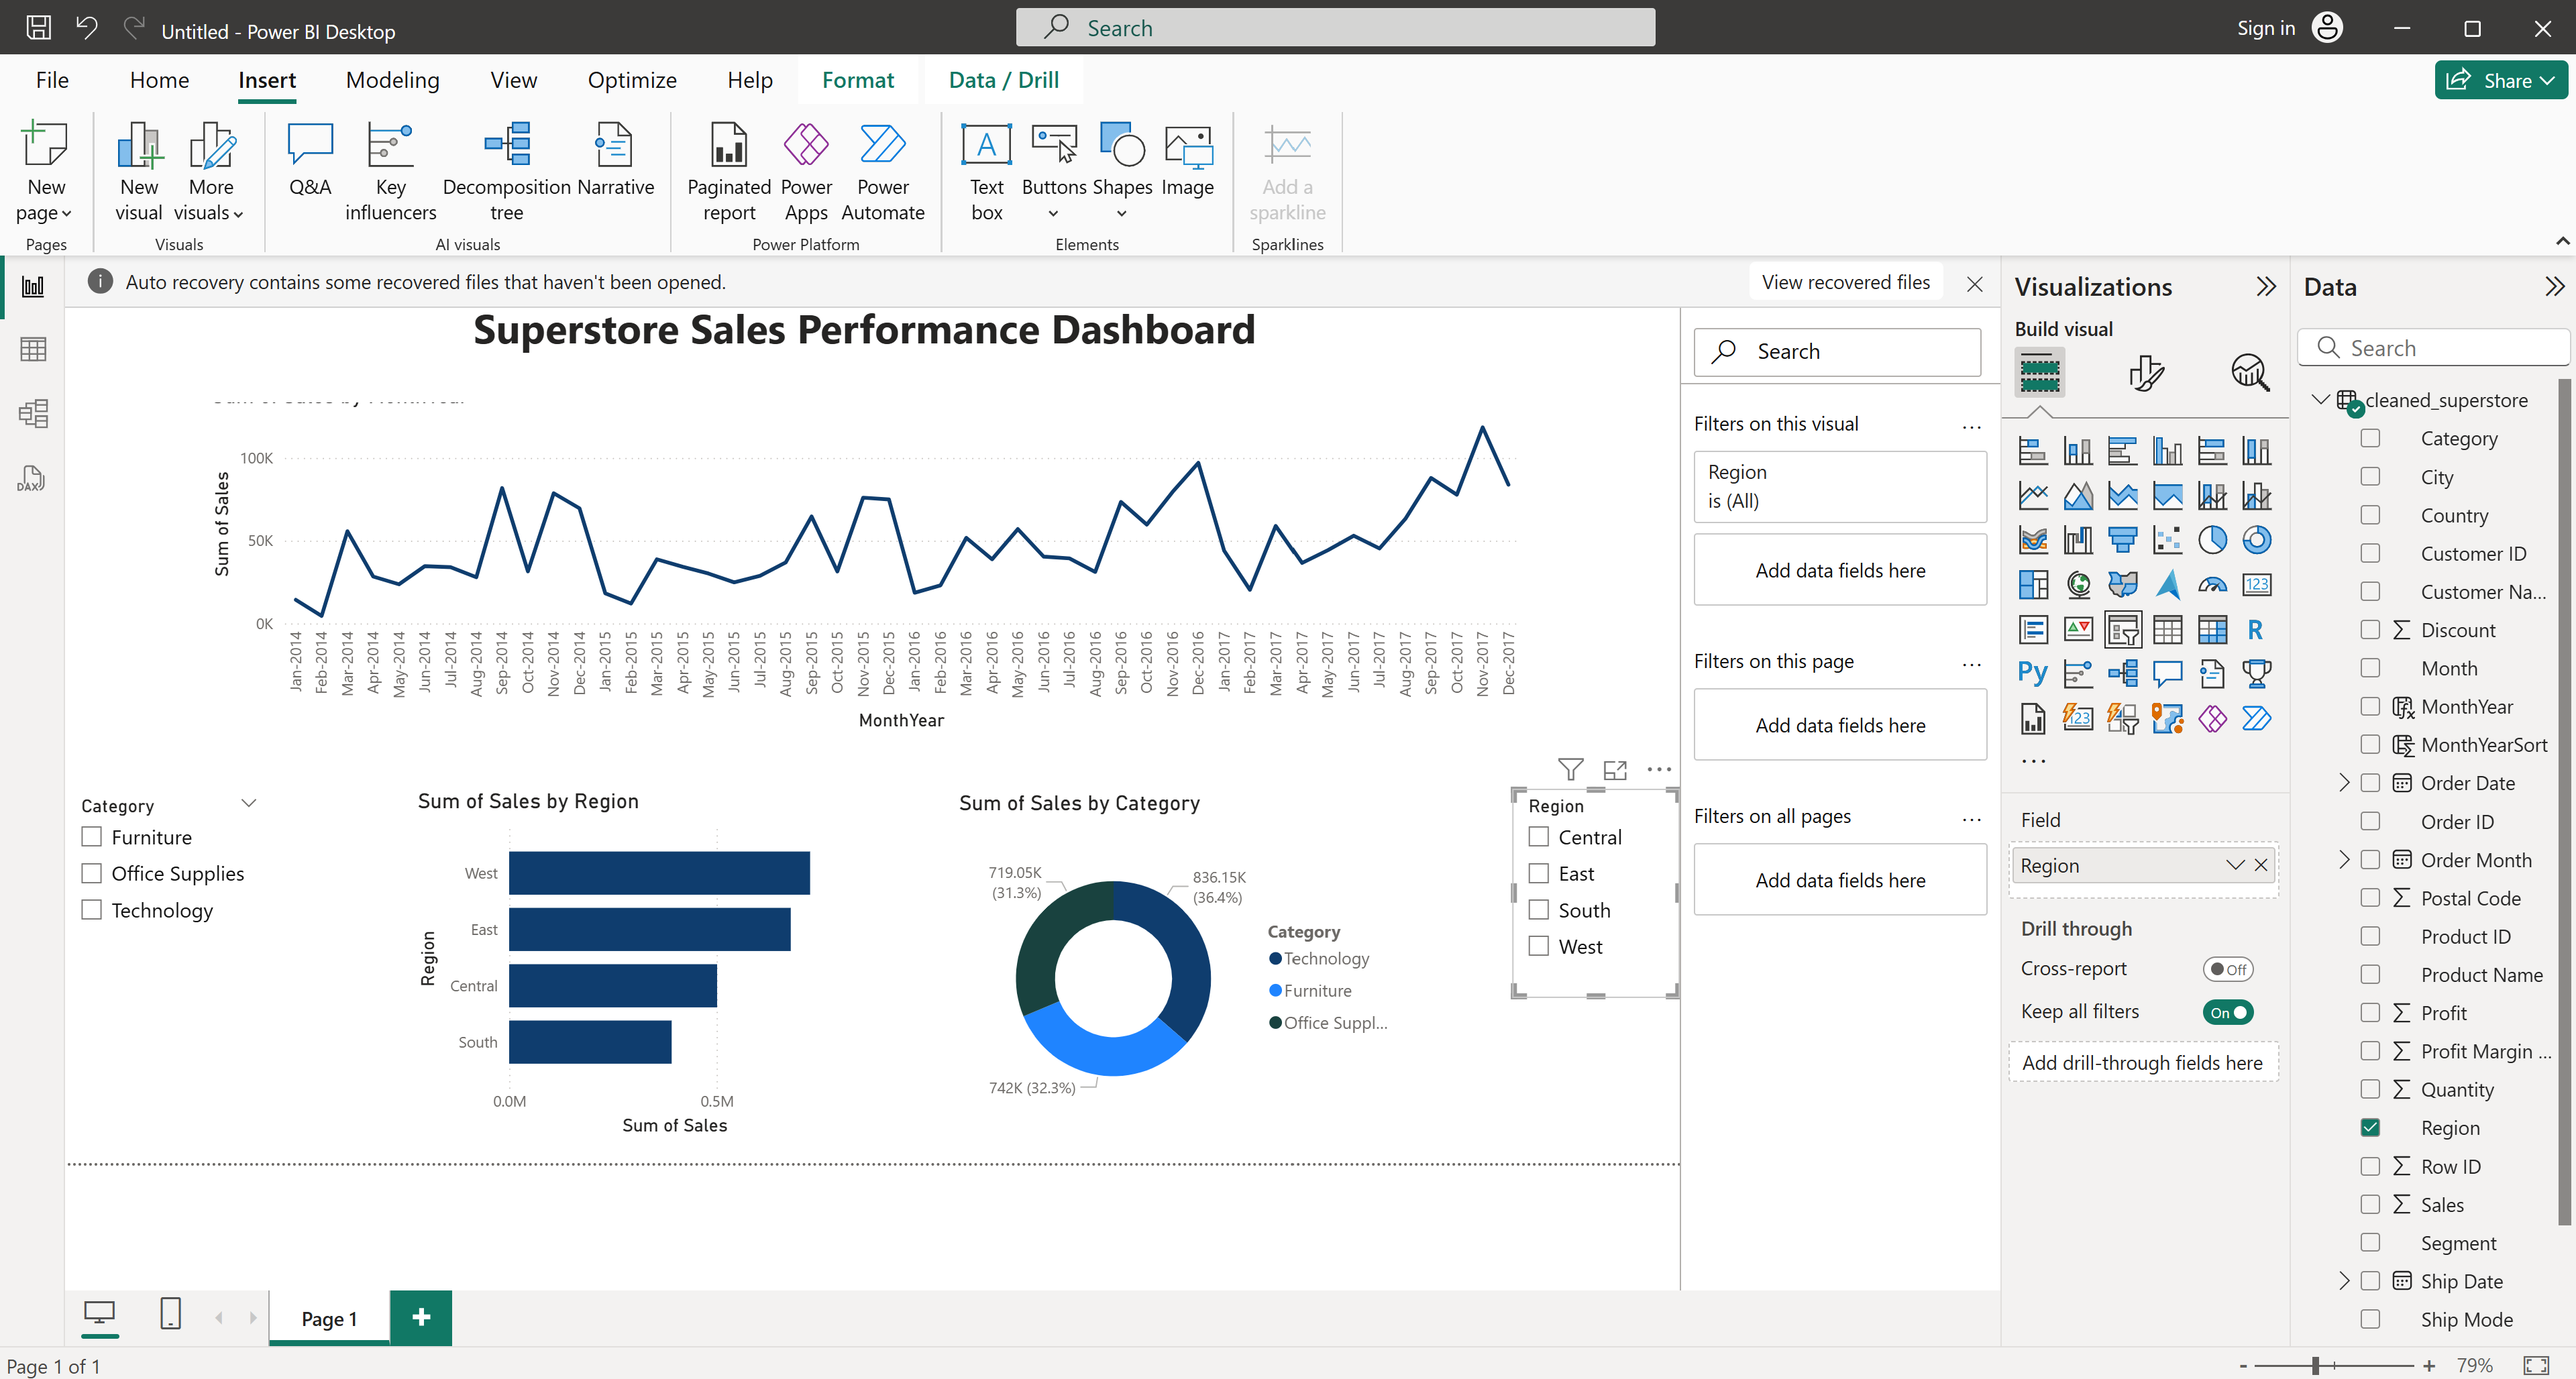 Untitled - Power BI Desktop
Search
Sign in
File Home Insert Modeling View Optimize Help Format Data / Drill
Share
New page
New visual
More visuals
Q&A
Key influencers
Decomposition tree
Narrative
Paginated report
Power Apps
Power Automate
Text box
Buttons
Shapes
Image
Add a sparkline
Pages
Visuals
AI visuals
Power Platform
Elements
Sparklines
Auto recovery contains some recovered files that haven't been opened.
View recovered files
Superstore Sales Performance Dashboard
Sum of Sales
100K
50K
0K
Jan-2014
Feb-2014
Mar-2014
Apr-2014
May-2014
Jun-2014
Jul-2014
Aug-2014
Sep-2014
Oct-2014
Nov-2014
Dec-2014
Jan-2015
Feb-2015
Mar-2015
Apr-2015
May-2015
Jun-2015
Jul-2015
Aug-2015
Sep-2015
Oct-2015
Nov-2015
Dec-2015
Jan-2016
Feb-2016
Mar-2016
Apr-2016
May-2016
Jun-2016
Jul-2016
Aug-2016
Sep-2016
Oct-2016
Nov-2016
Dec-2016
Jan-2017
Feb-2017
Mar-2017
Apr-2017
May-2017
Jun-2017
Jul-2017
Aug-2017
Sep-2017
Oct-2017
Nov-2017
Dec-2017
MonthYear
Category
Furniture
Office Supplies
Technology
Sum of Sales by Region
Region
West
East
Central
South
0.0M
0.5M
Sum of Sales
Sum of Sales by Category
719.05K
(31.3%)
836.15K
(36.4%)
742K (32.3%)
Category
Technology
Furniture
Office Suppl...
Region
Central
East
South
West
Search
Filters on this visual
...
Region
is (All)
Add data fields here
Filters on this page
...
Add data fields here
Filters on all pages
...
Add data fields here
Visualizations
Build visual
123
R
Py
123
...
Field
Region
Drill through
Cross-report
Off
Keep all filters
On
Add drill-through fields here
Data
Search
cleaned_superstore
Category
City
Country
Customer ID
Customer Na...
Discount
Month
MonthYear
MonthYearSort
Order Date
Order ID
Order Month
Postal Code
Product ID
Product Name
Profit
Profit Margin ...
Quantity
Region
Row ID
Sales
Segment
Ship Date
Ship Mode
DAX
Page 1
Page 1 of 1
79%